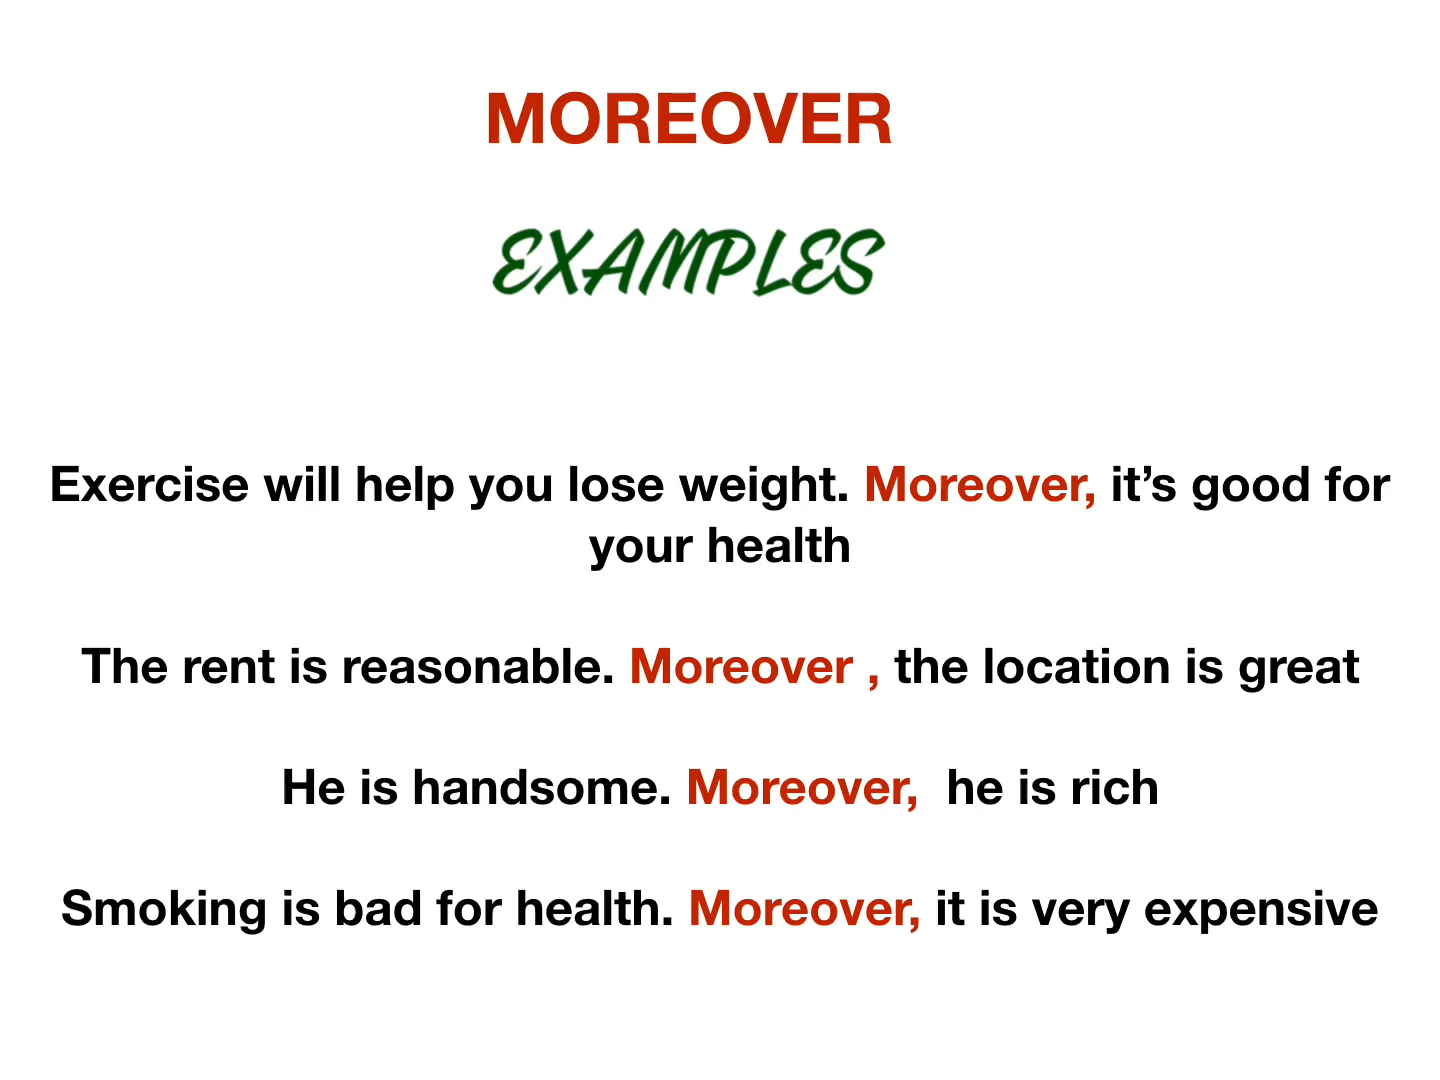 MOREOVER
EXAMPLES
Exercise will help you lose weight. Moreover, it’s good for
your health
The rent is reasonable. Moreover , the location is great
He is handsome. Moreover,  he is rich
Smoking is bad for health. Moreover, it is very expensive